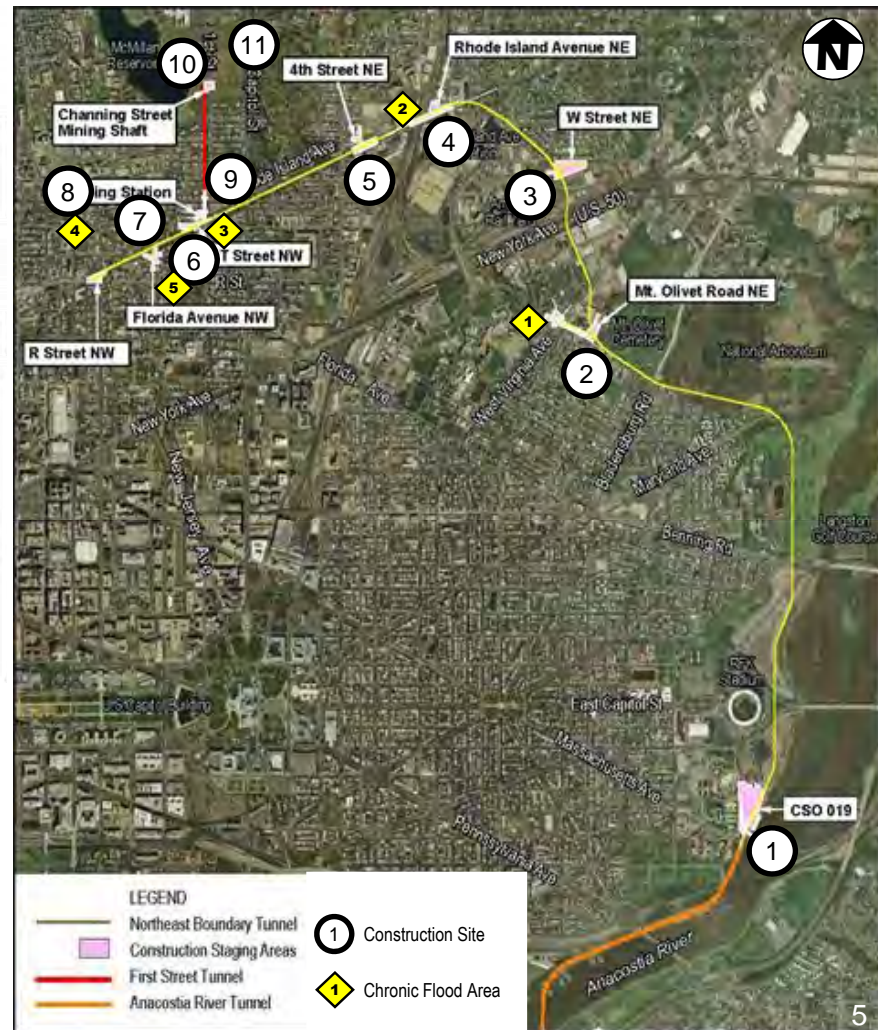 McMillan
Reservoir
10
11
Capitol St
N
Rhode Island Avenue NE
4th Street NE
2
Channing Street
Mining Shaft
W Street NE
4
5
3
9
8
ing Station
7
4
3
New York Ave (U.S. 50)
6
T Street NW
R St
5
Florida Avenue NW
R Street NW
Mt. Olivet Road NE
1
Mt. Olivet
Cemetery
National Arboretum
2
Florida Ave
West Virginia Ave
New York Ave
Bladensburg Rd
Maryland Ave
New Jersey Ave
Langston
Golf Course
Benning Rd
RFK
Stadium
US Capitol Building
East Capitol St
Massachusetts Ave
CSO 019
Pennsylvania Ave
1
Anacostia River
LEGEND
Northeast Boundary Tunnel
Construction Staging Areas
First Street Tunnel
Anacostia River Tunnel
1 Construction Site
1 Chronic Flood Area
5